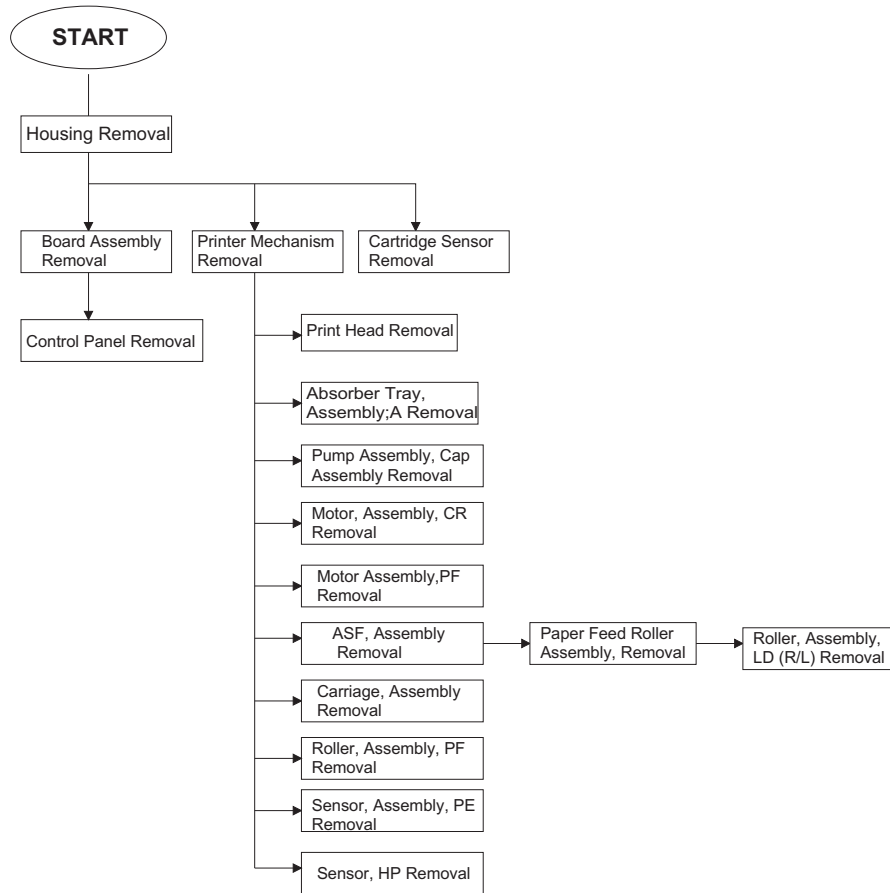 START
Housing Removal
Board Assembly
Removal
Printer Mechanism
Removal
Cartridge Sensor
Removal
Control Panel Removal
Print Head Removal
Absorber Tray,
Assembly;A Removal
Pump Assembly, Cap
Assembly Removal
Motor, Assembly, CR
Removal
Motor Assembly,PF
Removal
ASF, Assembly
Removal
Paper Feed Roller
Assembly, Removal
Roller, Assembly,
LD (R/L) Removal
Carriage, Assembly
Removal
Roller, Assembly, PF
Removal
Sensor, Assembly, PE
Removal
Sensor, HP Removal